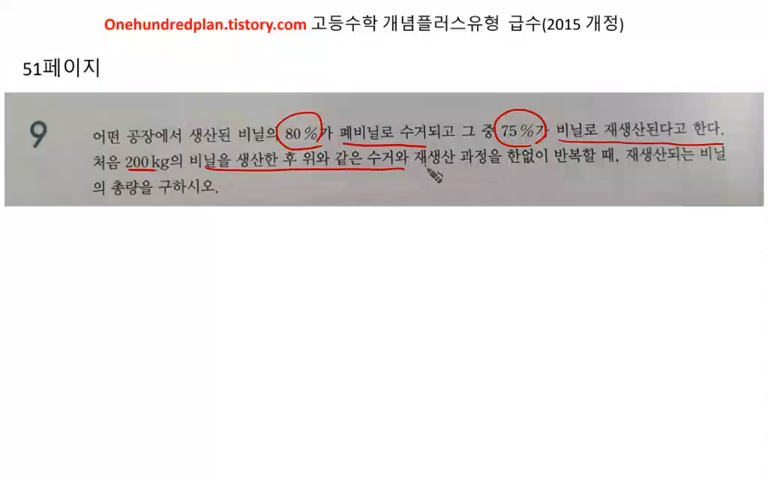 Onehundredplan.tistory.com 고등수학 개념플러스유형 급수(2015 개정)
51페이지
9
어떤 공장에서 생산된 비닐의 80%가 폐비닐로 수거되고 그 중 75%가 비닐로 재생산된다고 한다.
처음 200 kg의 비닐을 생산한 후 위와 같은 수거와 재생산 과정을 한없이 반복할 때, 재생산되는 비닐
의 총량을 구하시오.